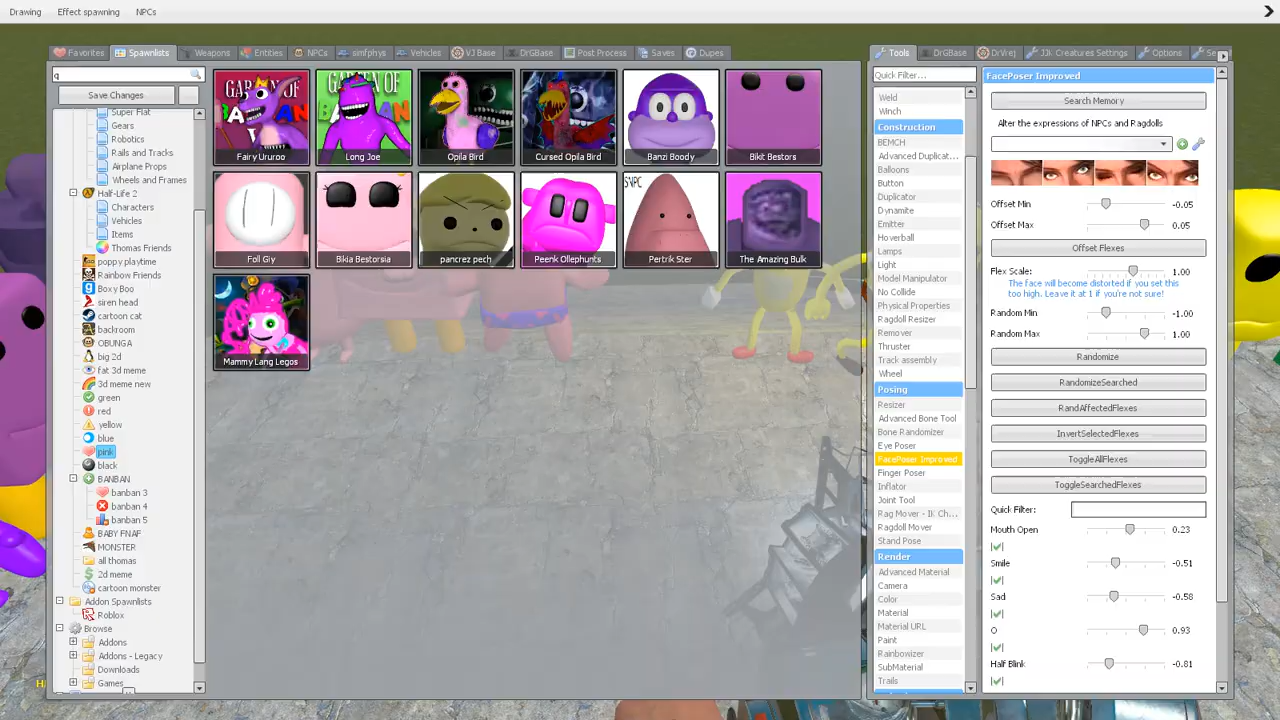 Drawing Effect spawning NPCs
Favorites Spawnlists Weapons Entities NPCs simfphys Vehicles VJ Base DrGBase Post Process Saves Dupes
q
Save Changes
Super Flat
Gears
Robotics
Rails and Tracks
Airplane Props
Wheels and Frames
Half-Life 2
Characters
Vehicles
Items
Thomas Friends
poppy playtime
Rainbow Friends
Boxy Boo
siren head
cartoon cat
backroom
OBUNGA
big 2d
fat 3d meme
3d meme new
green
red
yellow
blue
pink
black
BANBAN
banban 3
banban 4
banban 5
BABY FNAF
MONSTER
all thomas
2d meme
cartoon monster
Addon Spawnlists
Roblox
Browse
Addons
Addons - Legacy
Downloads
Games
Fairy Ururoo
Long Joe
Opila Bird
Cursed Opila Bird
Banzi Boody
Bikit Bestors
Foll Giy
Bikia Bestorsia
pancrez pech
Peenk Ollephunts
SNPC
Pertrik Ster
The Amazing Bulk
Mammy Lang Legos
Tools DrGBase DrVrej JJK Creatures Settings Options Se
Quick Filter...
Weld
Winch
Construction
BEMCH
Advanced Duplicat...
Balloons
Button
Duplicator
Dynamite
Emitter
Hoverball
Lamps
Light
Model Manipulator
No Collide
Physical Properties
Ragdoll Resizer
Remover
Thruster
Track assembly
Wheel
Posing
Resizer
Advanced Bone Tool
Bone Randomizer
Eye Poser
FacePoser Improved
Finger Poser
Inflator
Joint Tool
Rag Mover - Ik Ch...
Ragdoll Mover
Stand Pose
Render
Advanced Material
Camera
Color
Material
Material URL
Paint
Rainbowizer
SubMaterial
Trails
FacePoser Improved
Search Memory
Alter the expressions of NPCs and Ragdolls
Offset Min -0.05
Offset Max 0.05
Offset Flexes
Flex Scale: 1.00
The face will become distorted if you set this
too high. Leave it at 1 if you're not sure!
Random Min -1.00
Random Max 1.00
Randomize
RandomizeSearched
RandAffectedFlexes
InvertSelectedFlexes
ToggleAllFlexes
ToggleSearchedFlexes
Quick Filter:
Mouth Open 0.23
Smile -0.51
Sad -0.58
O 0.93
Half Blink -0.81